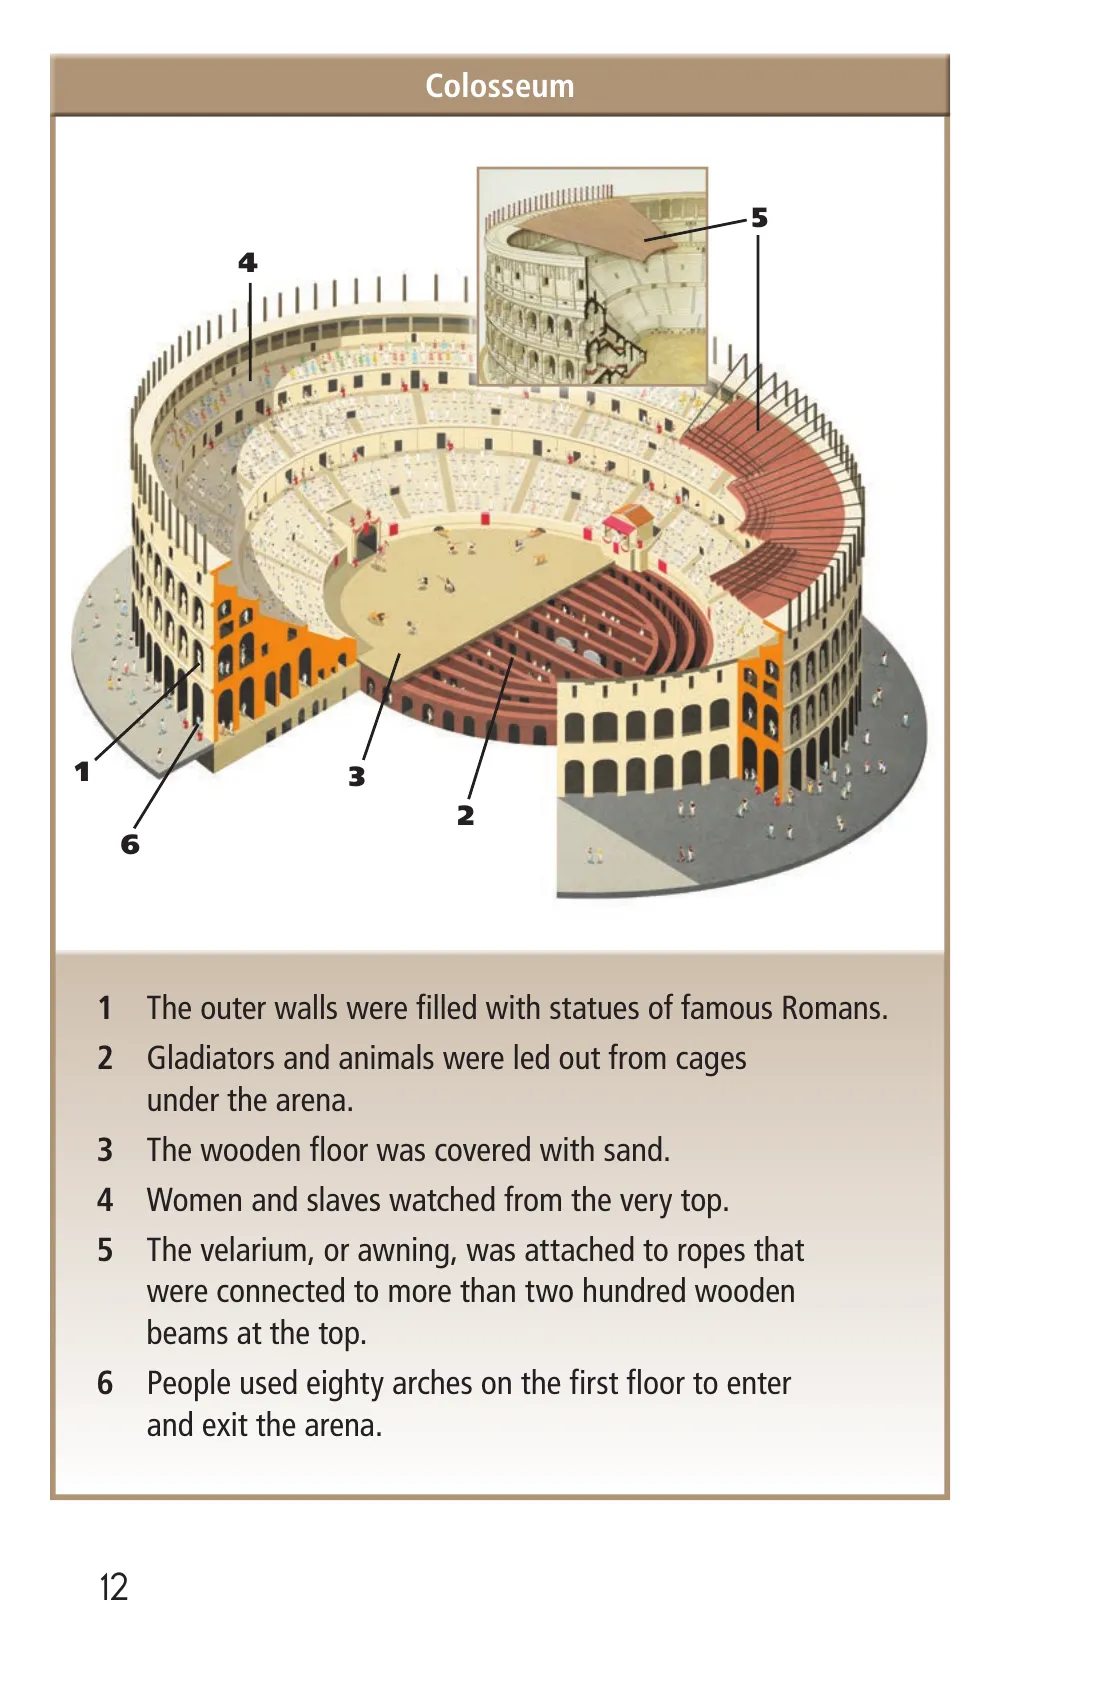 Colosseum
5
4
1
3
2
6
1 The outer walls were filled with statues of famous Romans.
2 Gladiators and animals were led out from cages
under the arena.
3 The wooden floor was covered with sand.
4 Women and slaves watched from the very top.
5 The velarium, or awning, was attached to ropes that
were connected to more than two hundred wooden
beams at the top.
6 People used eighty arches on the first floor to enter
and exit the arena.
12